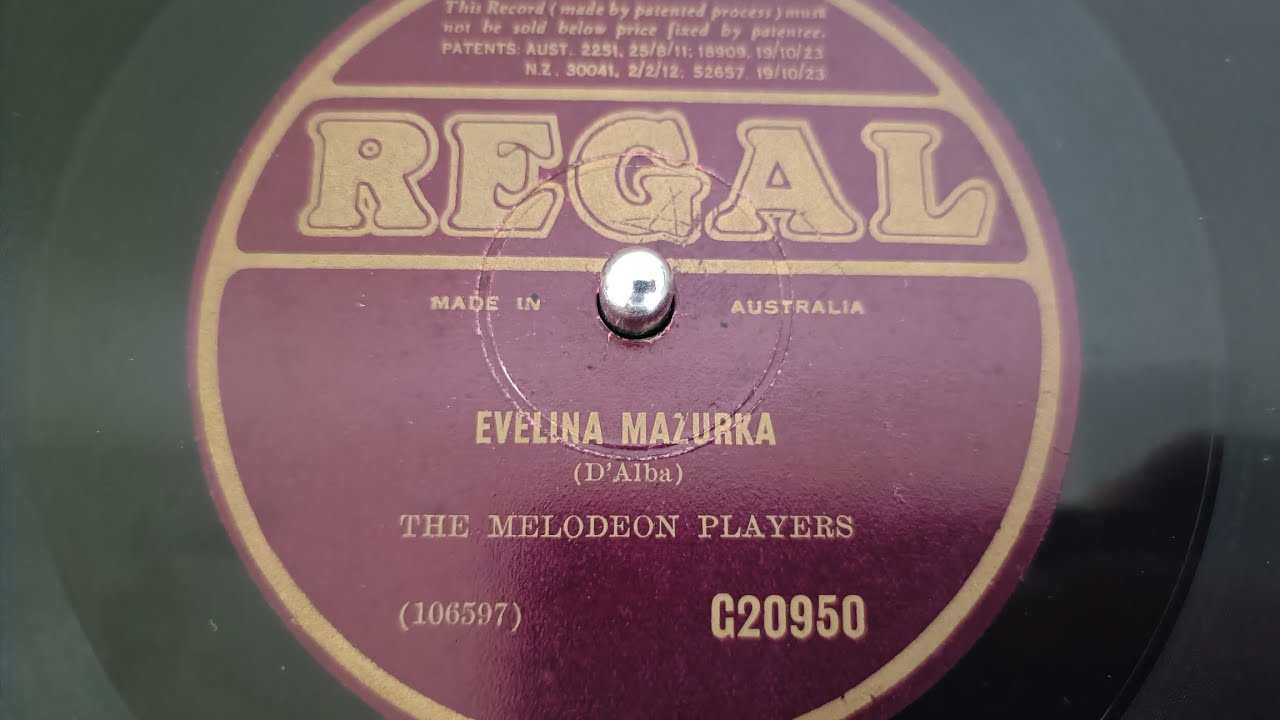 This Record (made by patented process) must
not be sold below price fixed by patentee.
PATENTS: AUST. 2251, 25/8/11; 18909, 19/10/23
N.Z. 30041, 2/2/12; 52657, 19/10/23
REGAL
MADE IN AUSTRALIA
EVELINA MAZURKA
(D'Alba)
THE MELODEON PLAYERS
(106597) G20950